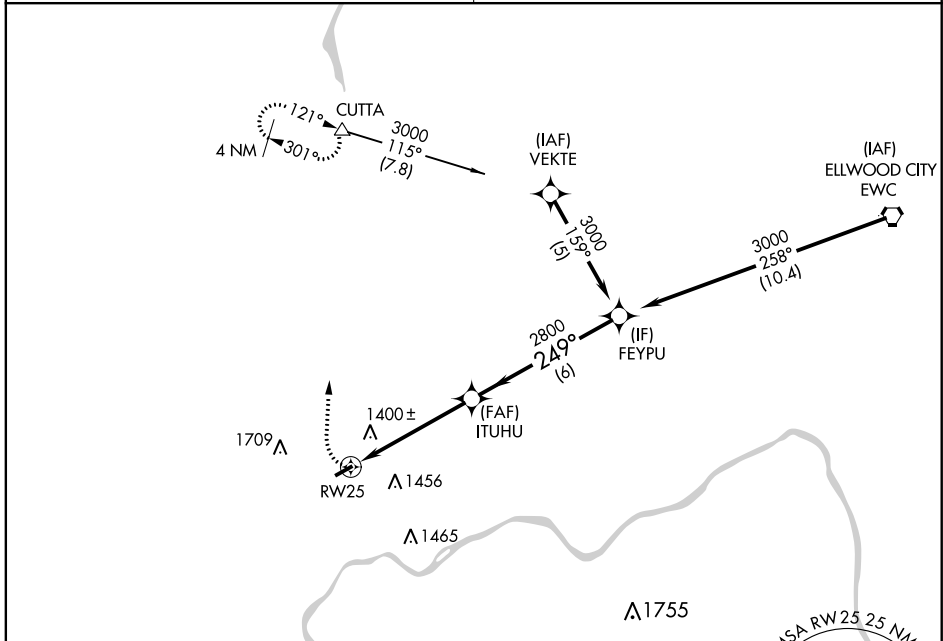 CUTTA
121°
301°
4 NM
3000
115°
(7.8)
(IAF)
VEKTE
(IAF)
ELLWOOD CITY
EWC
3000
159°
(5)
3000
258°
(10.4)
(IF)
FEYPU
2800
249°
(6)
(FAF)
ITUHU
1400±
1709
RW25
1456
1465
1755
MSA RW25 25 NM